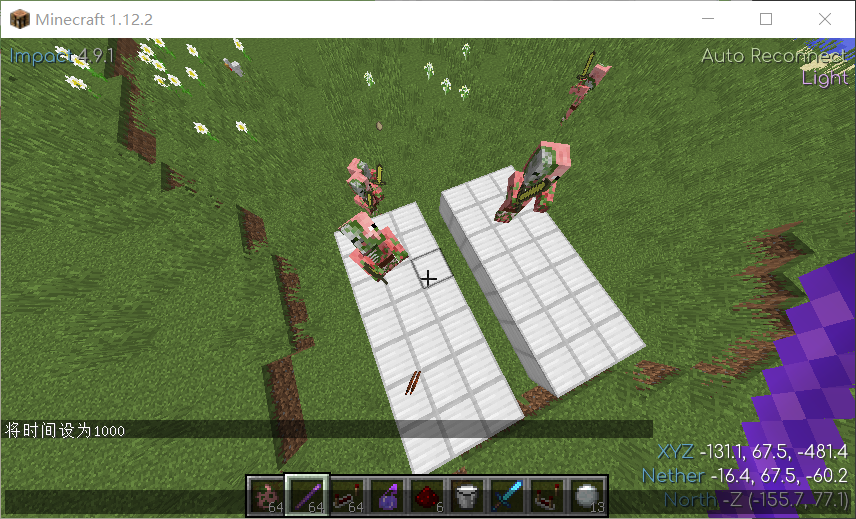 Minecraft 1.12.2
Impact 4.9.1
Auto Reconnect
Light
将时间设为1000
XYZ -131.1, 67.5, -481.4
Nether -16.4, 67.5, -60.2
North -Z (-155.7, 77.1)
64 64 64 6 13